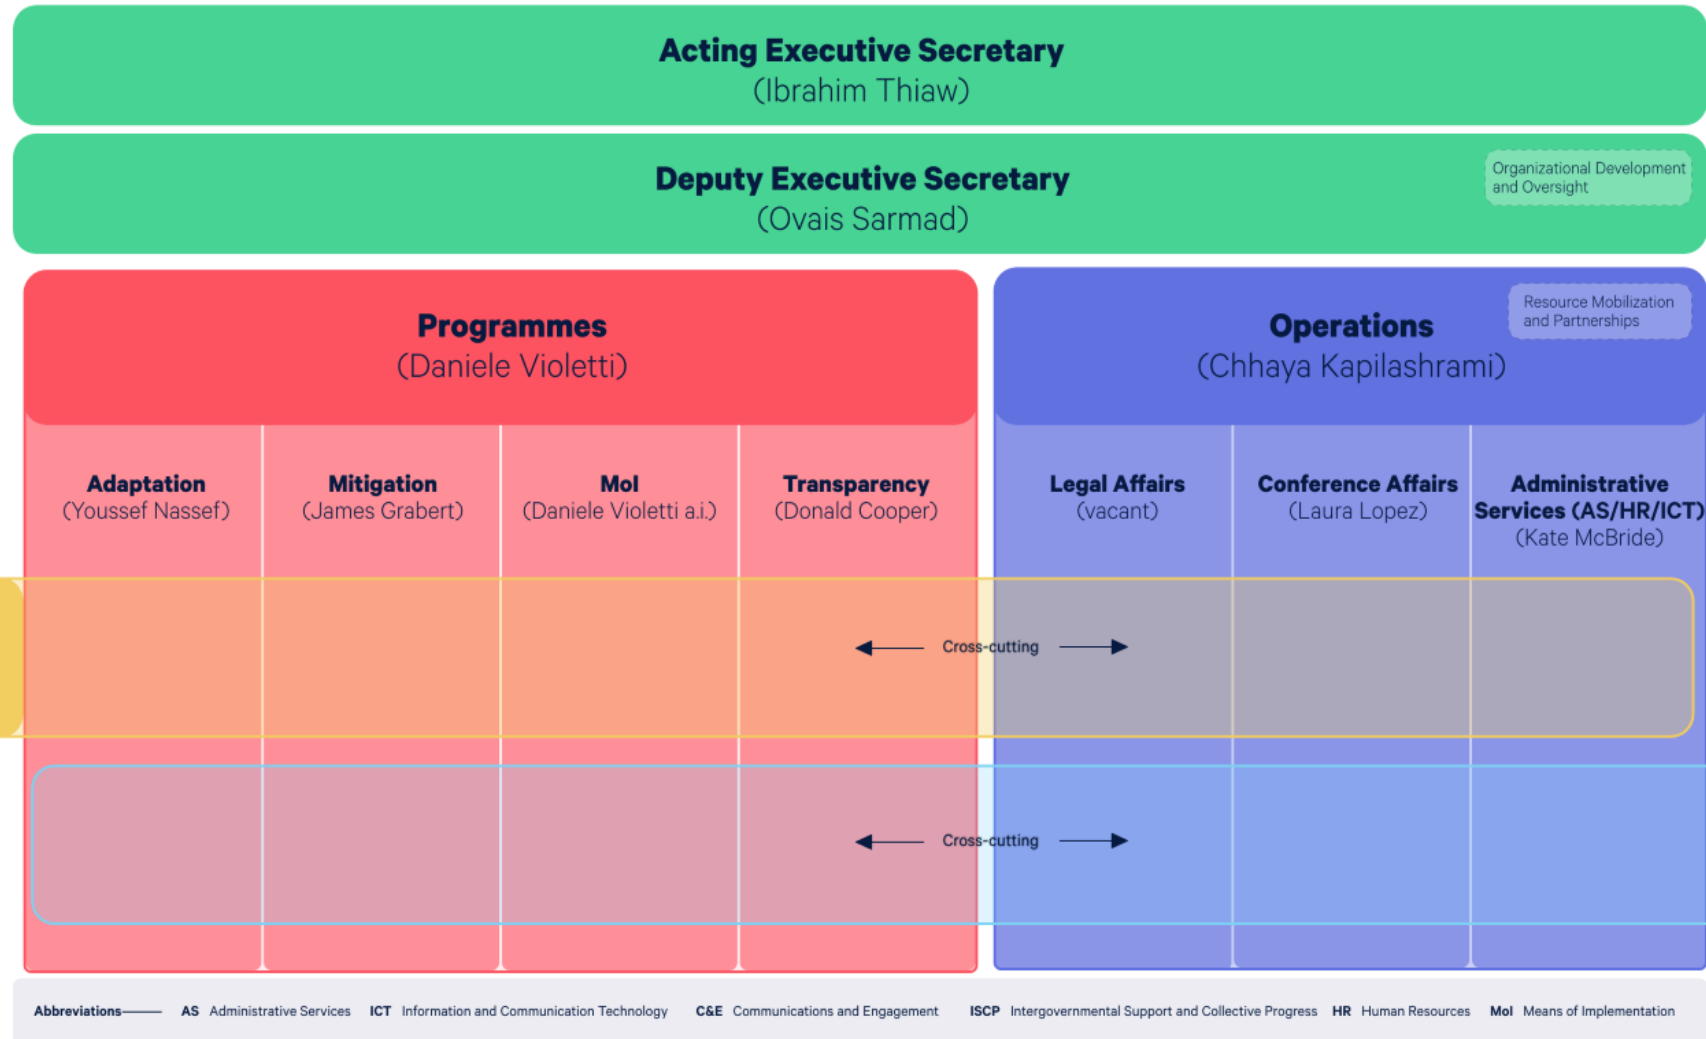 Acting Executive Secretary
(Ibrahim Thiaw)
Deputy Executive Secretary
(Ovais Sarmad)
Organizational Development
and Oversight
Programmes
(Daniele Violetti)
Operations
(Chhaya Kapilashrami)
Resource Mobilization
and Partnerships
Adaptation
(Youssef Nassef)
Mitigation
(James Grabert)
MoI
(Daniele Violetti a.i.)
Transparency
(Donald Cooper)
Legal Affairs
(vacant)
Conference Affairs
(Laura Lopez)
Administrative
Services (AS/HR/ICT)
(Kate McBride)
Cross-cutting
Cross-cutting
Abbreviations AS Administrative Services ICT Information and Communication Technology C&E Communications and Engagement ISCP Intergovernmental Support and Collective Progress HR Human Resources MoI Means of Implementation